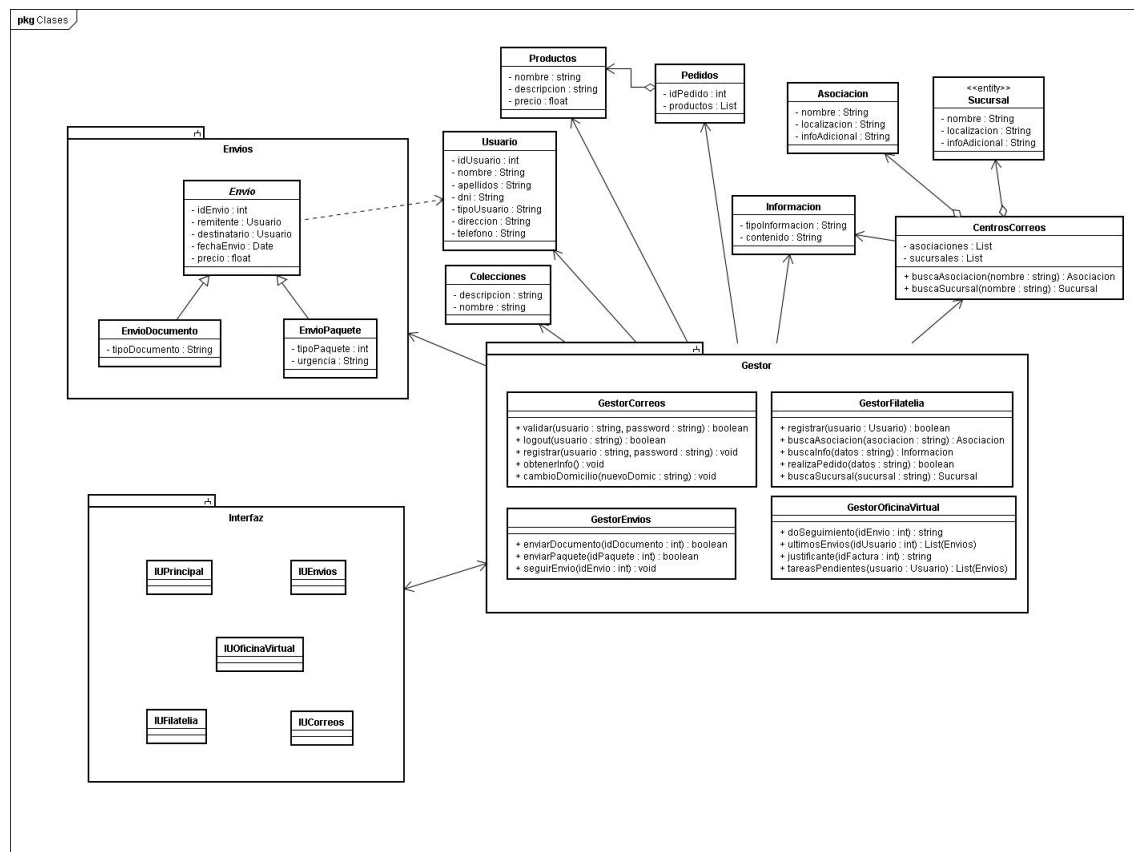 pkg Clases
Productos
- nombre : string
- descripcion : string
- precio : float
Pedidos
- idPedido : int
- productos : List
Asociacion
- nombre : String
- localizacion : String
- infoAdicional : String
<<entity>>
Sucursal
- nombre : String
- localizacion : String
- infoAdicional : String
Envios
Envio
- idEnvio : int
- remitente : Usuario
- destinatario : Usuario
- fechaEnvio : Date
- precio : float
EnvioDocumento
- tipoDocumento : String
EnvioPaquete
- tipoPaquete : int
- urgencia : String
Usuario
- idUsuario : int
- nombre : String
- apellidos : String
- dni : String
- tipoUsuario : String
- direccion : String
- telefono : String
Colecciones
- descripcion : string
- nombre : string
Informacion
- tipoInformacion : String
- contenido : String
CentrosCorreos
- asociaciones : List
- sucursales : List
+ buscaAsociacion(nombre : string) : Asociacion
+ buscaSucursal(nombre : string) : Sucursal
Gestor
GestorCorreos
+ validar(usuario : string, password : string) : boolean
+ logout(usuario : string) : boolean
+ registrar(usuario : string, password : string) : void
+ obtenerInfo() : void
+ cambioDomicilio(nuevoDomic : string) : void
GestorFilatelia
+ registrar(usuario : Usuario) : boolean
+ buscaAsociacion(asociacion : string) : Asociacion
+ buscaInfo(datos : string) : Informacion
+ realizaPedido(datos : string) : boolean
+ buscaSucursal(sucursal : string) : Sucursal
GestorEnvios
+ enviarDocumento(idDocumento : int) : boolean
+ enviarPaquete(idPaquete : int) : boolean
+ seguirEnvio(idEnvio : int) : void
GestorOficinaVirtual
+ doSeguimiento(idEnvio : int) : string
+ ultimosEnvios(idUsuario : int) : List(Envios)
+ justificante(idFactura : int) : string
+ tareasPendientes(usuario : Usuario) : List(Envios)
Interfaz
IUPrincipal
IUEnvios
IUOficinaVirtual
IUFilatelia
IUCorreos